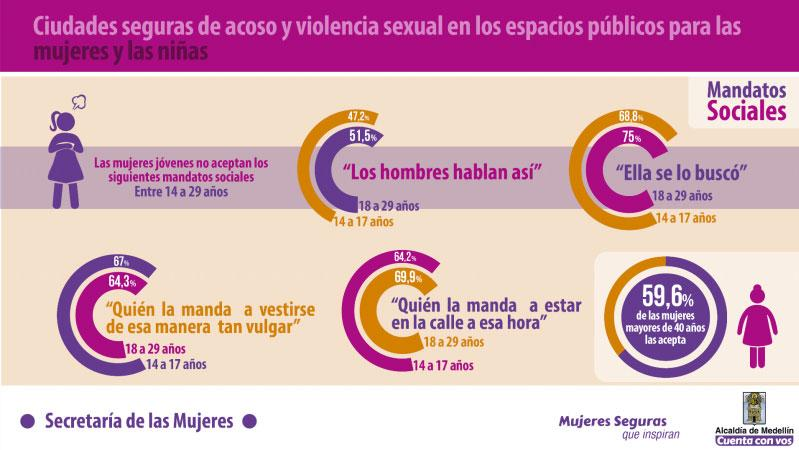 Ciudades seguras de acoso y violencia sexual en los espacios públicos para las
mujeres y las niñas
Mandatos
Sociales
Las mujeres jóvenes no aceptan los
siguientes mandatos sociales
Entre 14 a 29 años
47,2%
51,5%
“Los hombres hablan así”
18 a 29 años
14 a 17 años
68,8%
75%
“Ella se lo buscó”
18 a 29 años
14 a 17 años
67%
64,3%
“Quién la manda a vestirse
de esa manera tan vulgar”
18 a 29 años
14 a 17 años
64,2%
69,9%
“Quién la manda a estar
en la calle a esa hora”
18 a 29 años
14 a 17 años
59,6%
de las mujeres
mayores de 40 años
las acepta
Secretaría de las Mujeres
Mujeres Seguras
que inspiran
Alcaldía de Medellín
Cuenta con vos